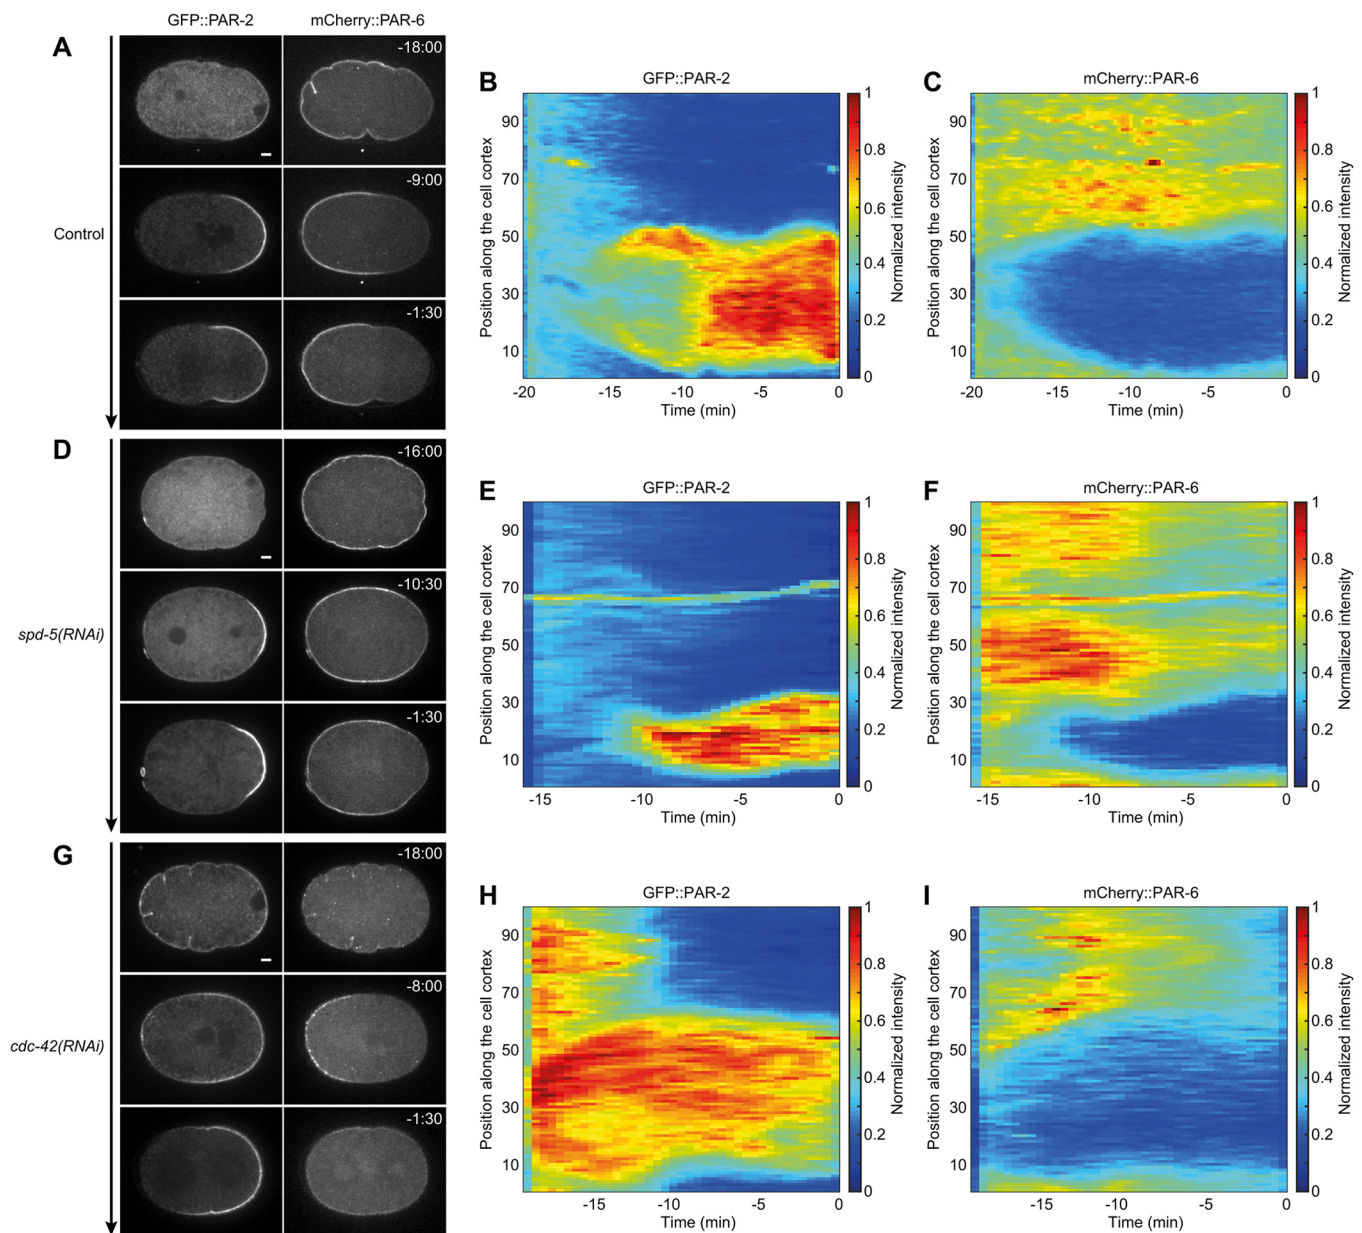 GFP::PAR-2 mCherry::PAR-6
A
-18:00
-9:00
Control
-1:30
B
GFP::PAR-2
Position along the cell cortex
90
70
50
30
10
-20 -15 -10 -5 0
Time (min)
1
0.8
0.6
0.4
0.2
0
Normalized intensity
C
mCherry::PAR-6
Position along the cell cortex
90
70
50
30
10
-20 -15 -10 -5 0
Time (min)
1
0.8
0.6
0.4
0.2
0
Normalized intensity
D
-16:00
-10:30
spd-5(RNAi)
-1:30
E
GFP::PAR-2
Position along the cell cortex
90
70
50
30
10
-15 -10 -5 0
Time (min)
1
0.8
0.6
0.4
0.2
0
Normalized intensity
F
mCherry::PAR-6
Position along the cell cortex
90
70
50
30
10
-15 -10 -5 0
Time (min)
1
0.8
0.6
0.4
0.2
0
Normalized intensity
G
-18:00
-8:00
cdc-42(RNAi)
-1:30
H
GFP::PAR-2
Position along the cell cortex
90
70
50
30
10
-15 -10 -5 0
Time (min)
1
0.8
0.6
0.4
0.2
0
Normalized intensity
I
mCherry::PAR-6
Position along the cell cortex
90
70
50
30
10
-15 -10 -5 0
Time (min)
1
0.8
0.6
0.4
0.2
0
Normalized intensity